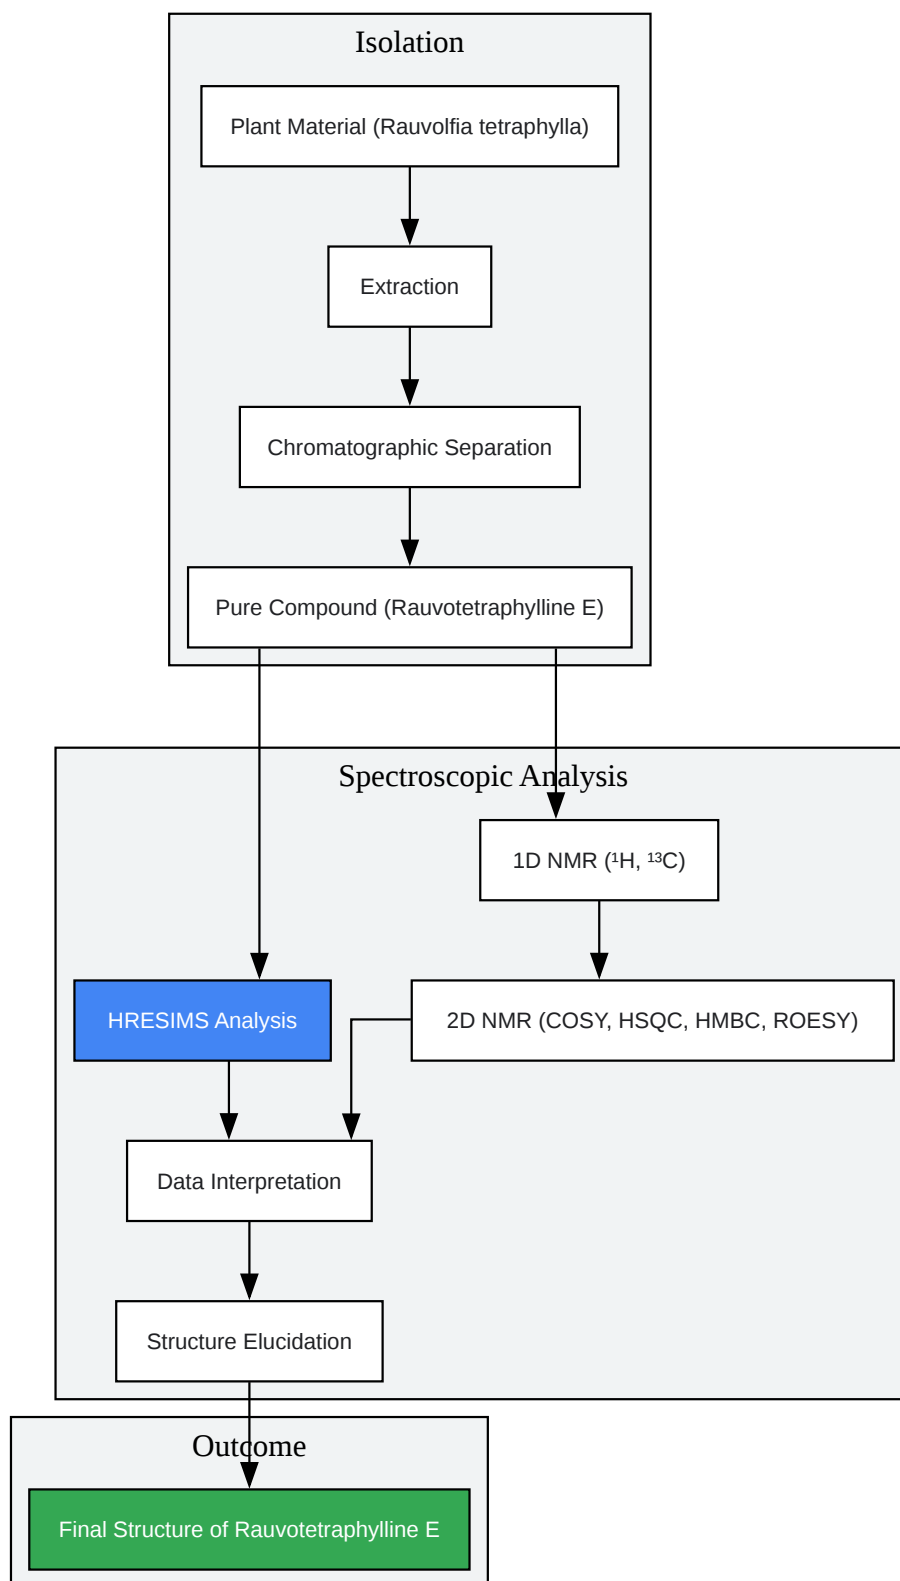 Isolation
Plant Material (Rauvolfia tetraphylla)
Extraction
Chromatographic Separation
Pure Compound (Rauvotetraphylline E)
Spectroscopic Analysis
1D NMR (¹H, ¹³C)
HRESIMS Analysis
2D NMR (COSY, HSQC, HMBC, ROESY)
Data Interpretation
Structure Elucidation
Outcome
Final Structure of Rauvotetraphylline E